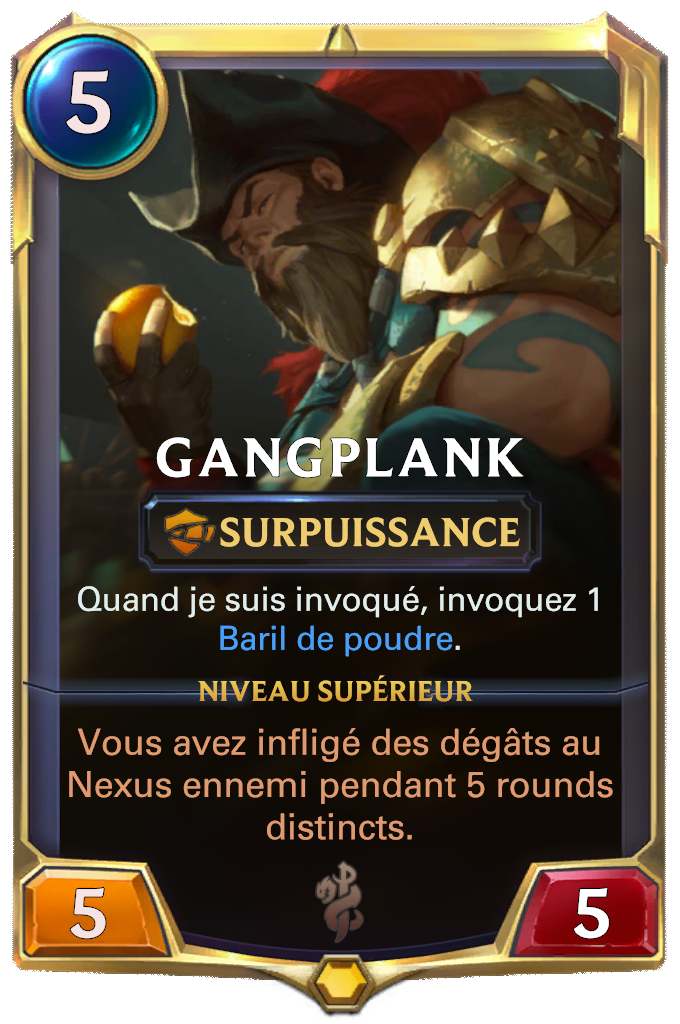 5
GANGPLANK
SURPUISSANCE
Quand je suis invoqué, invoquez 1
Baril de poudre.
NIVEAU SUPÉRIEUR
Vous avez infligé des dégâts au
Nexus ennemi pendant 5 rounds
distincts.
5
5